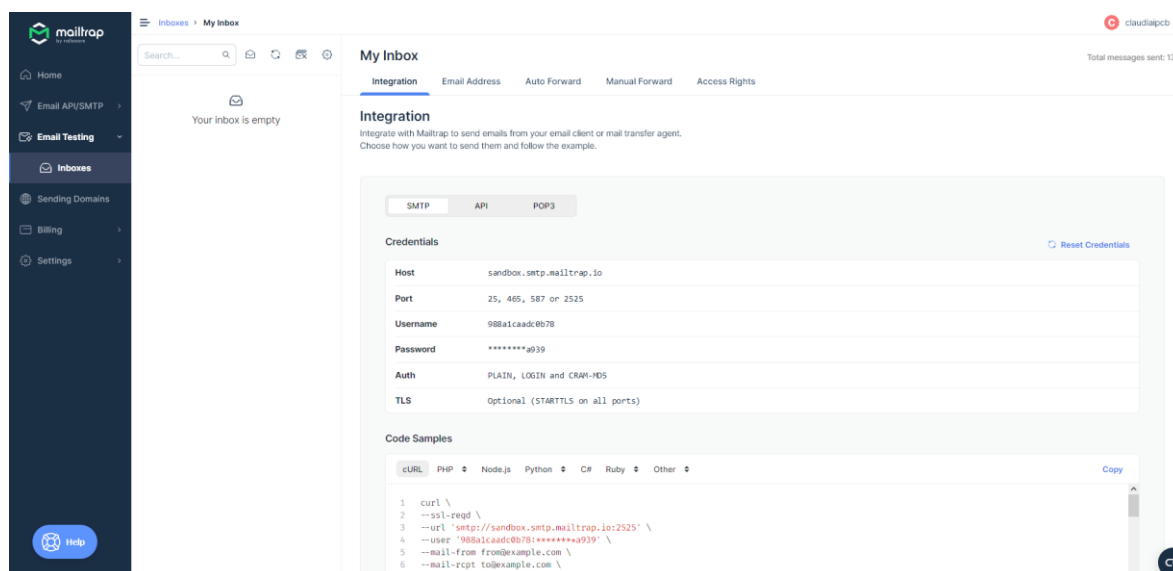 mailtrap
by railsware
Home
Email API/SMTP
Email Testing
Inboxes
Sending Domains
Billing
Settings
Help
Inboxes › My Inbox
claudiaipcb
Search...
Your inbox is empty
My Inbox
Total messages sent: 13
Integration Email Address Auto Forward Manual Forward Access Rights
Integration
Integrate with Mailtrap to send emails from your email client or mail transfer agent.
Choose how you want to send them and follow the example.
SMTP API POP3
Credentials
Reset Credentials
Host sandbox.smtp.mailtrap.io
Port 25, 465, 587 or 2525
Username 988a1caadc0b78
Password ********a939
Auth PLAIN, LOGIN and CRAM-MD5
TLS Optional (STARTTLS on all ports)
Code Samples
cURL PHP Node.js Python C# Ruby Other
Copy
1 curl \
2 --ssl-reqd \
3 --url 'smtp://sandbox.smtp.mailtrap.io:2525' \
4 --user '988a1caadc0b78:********a939' \
5 --mail-from from@example.com \
6 --mail-rcpt to@example.com \